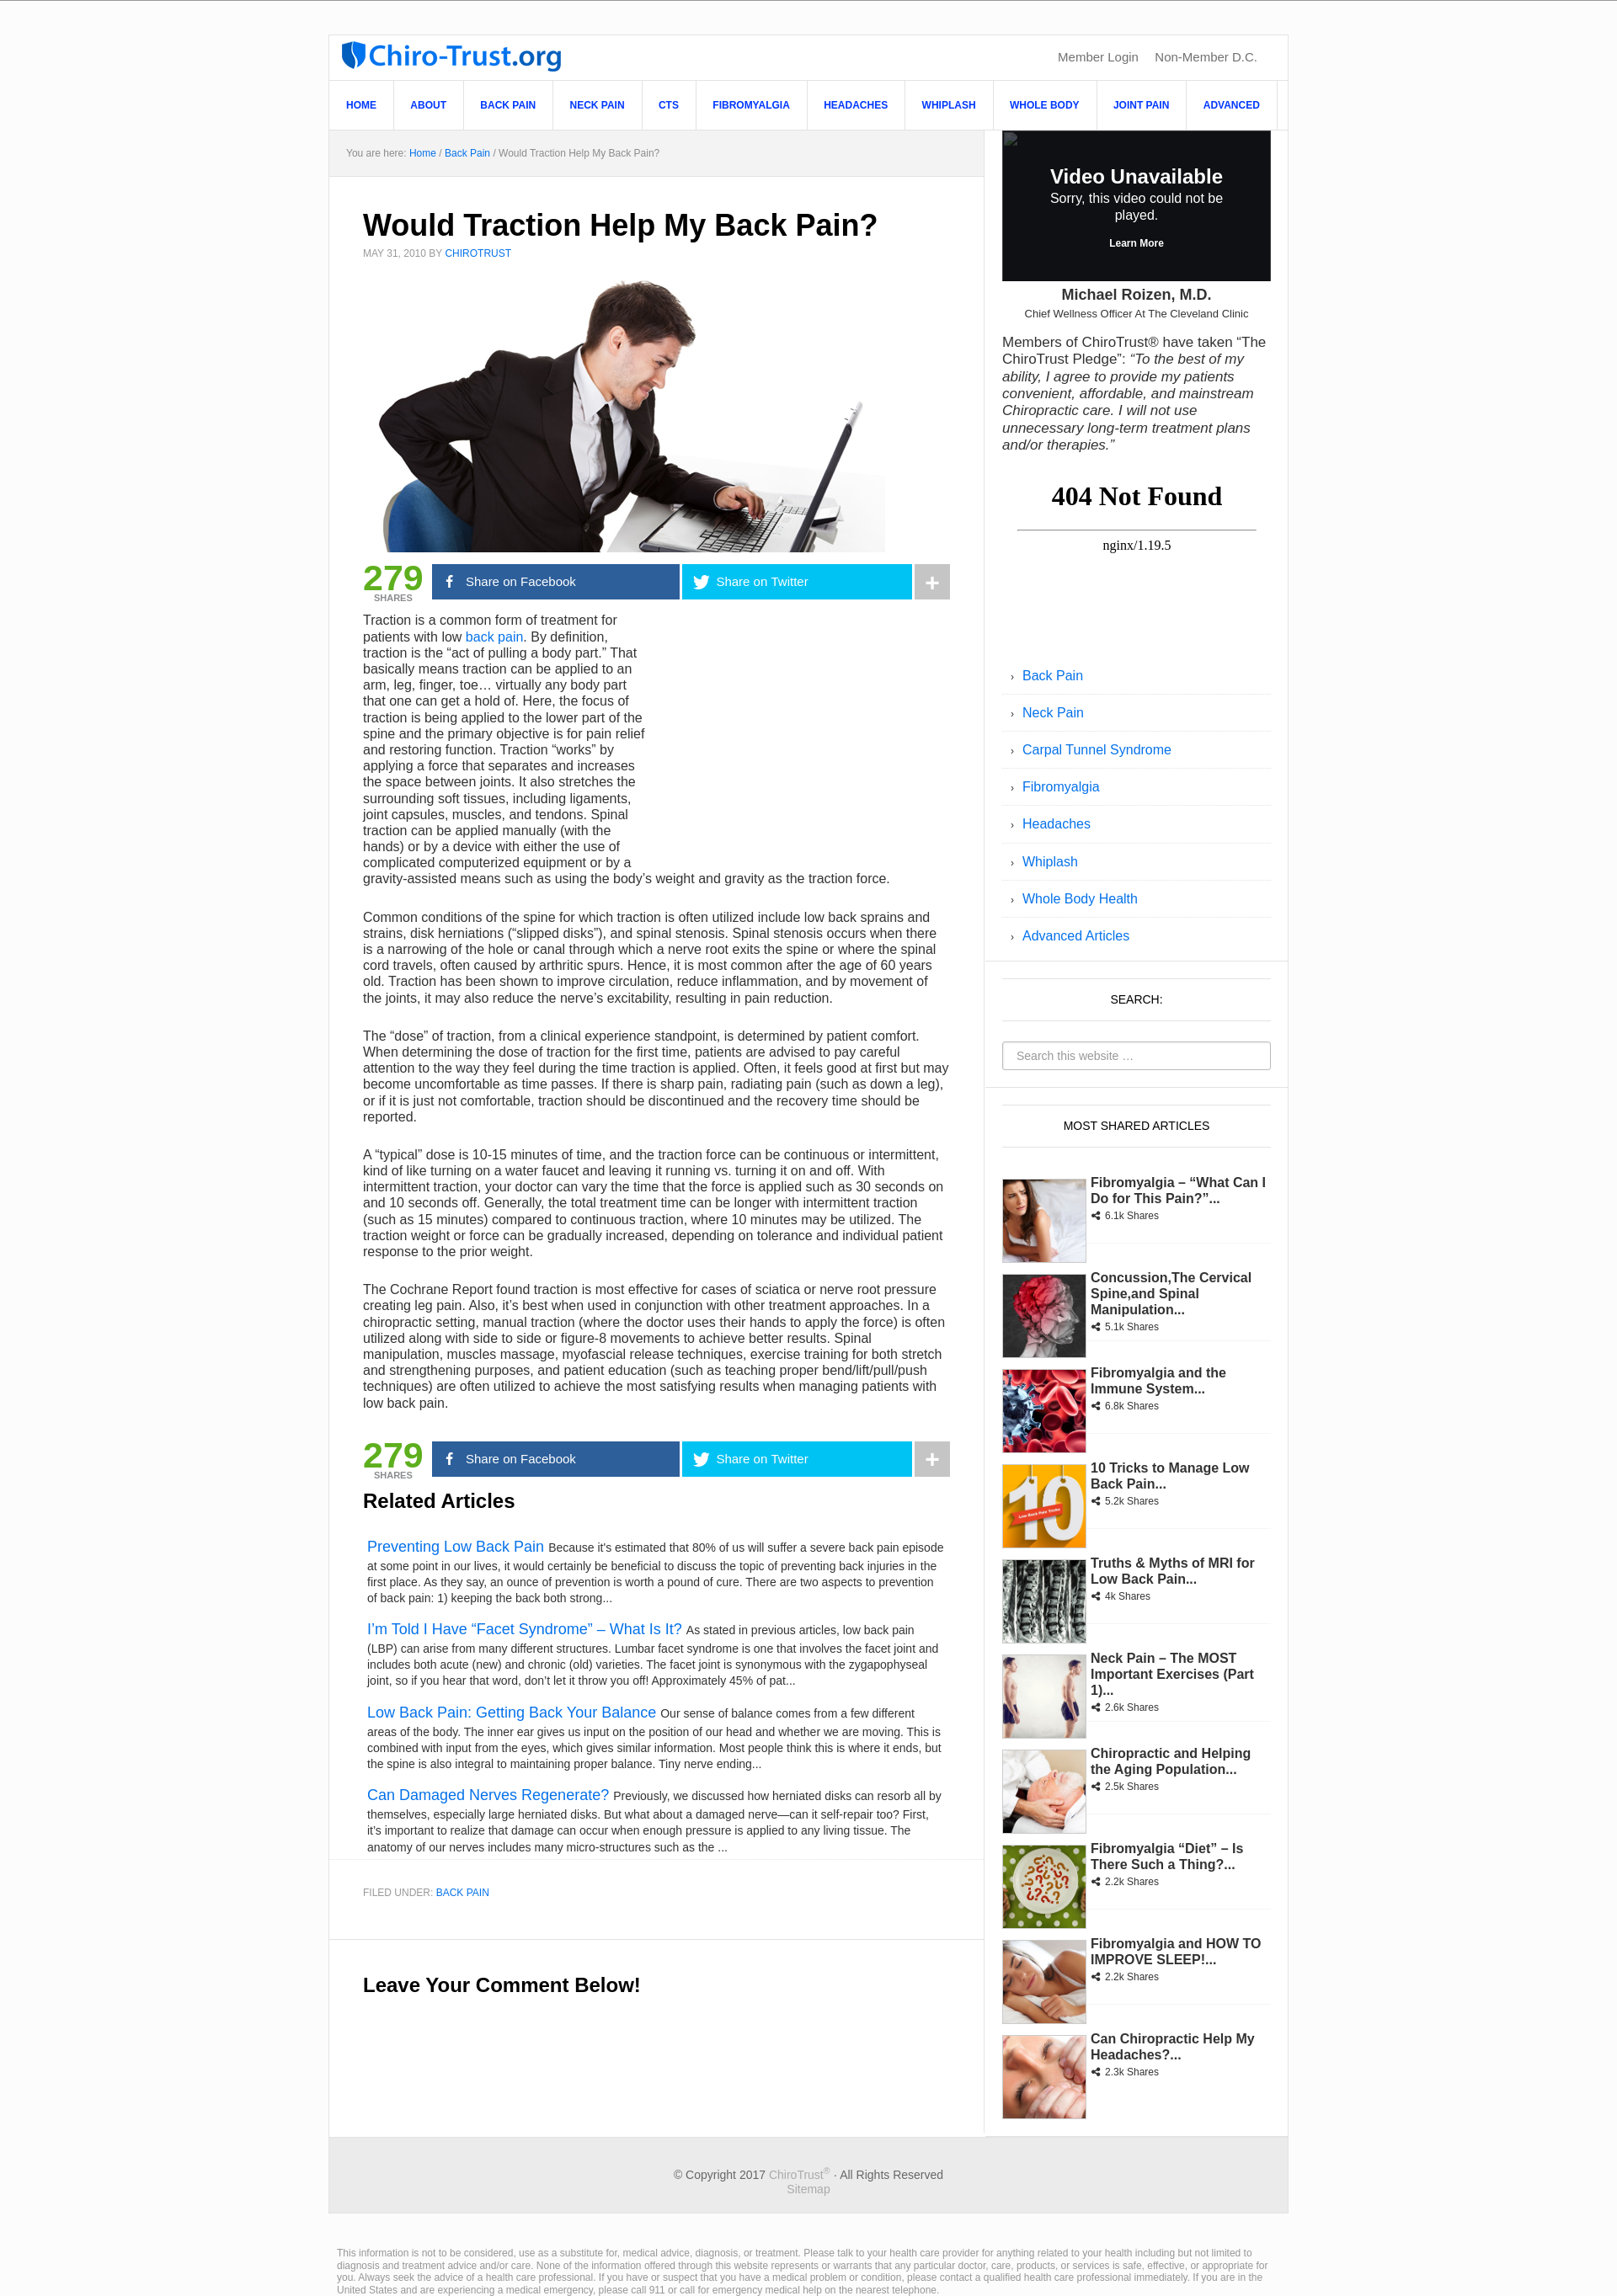 Chiro-Trust.org
Member Login Non-Member D.C.
HOME ABOUT BACK PAIN NECK PAIN CTS FIBROMYALGIA HEADACHES WHIPLASH WHOLE BODY JOINT PAIN ADVANCED
You are here: Home / Back Pain / Would Traction Help My Back Pain?
Would Traction Help My Back Pain?
MAY 31, 2010 BY CHIROTRUST
279
SHARES
Share on Facebook
Share on Twitter
+
Traction is a common form of treatment for
patients with low back pain. By definition,
traction is the “act of pulling a body part.” That
basically means traction can be applied to an
arm, leg, finger, toe… virtually any body part
that one can get a hold of. Here, the focus of
traction is being applied to the lower part of the
spine and the primary objective is for pain relief
and restoring function. Traction “works” by
applying a force that separates and increases
the space between joints. It also stretches the
surrounding soft tissues, including ligaments,
joint capsules, muscles, and tendons. Spinal
traction can be applied manually (with the
hands) or by a device with either the use of
complicated computerized equipment or by a
gravity-assisted means such as using the body’s weight and gravity as the traction force.
Common conditions of the spine for which traction is often utilized include low back sprains and
strains, disk herniations (“slipped disks”), and spinal stenosis. Spinal stenosis occurs when there
is a narrowing of the hole or canal through which a nerve root exits the spine or where the spinal
cord travels, often caused by arthritic spurs. Hence, it is most common after the age of 60 years
old. Traction has been shown to improve circulation, reduce inflammation, and by movement of
the joints, it may also reduce the nerve’s excitability, resulting in pain reduction.
The “dose” of traction, from a clinical experience standpoint, is determined by patient comfort.
When determining the dose of traction for the first time, patients are advised to pay careful
attention to the way they feel during the time traction is applied. Often, it feels good at first but may
become uncomfortable as time passes. If there is sharp pain, radiating pain (such as down a leg),
or if it is just not comfortable, traction should be discontinued and the recovery time should be
reported.
A “typical” dose is 10-15 minutes of time, and the traction force can be continuous or intermittent,
kind of like turning on a water faucet and leaving it running vs. turning it on and off. With
intermittent traction, your doctor can vary the time that the force is applied such as 30 seconds on
and 10 seconds off. Generally, the total treatment time can be longer with intermittent traction
(such as 15 minutes) compared to continuous traction, where 10 minutes may be utilized. The
traction weight or force can be gradually increased, depending on tolerance and individual patient
response to the prior weight.
The Cochrane Report found traction is most effective for cases of sciatica or nerve root pressure
creating leg pain. Also, it’s best when used in conjunction with other treatment approaches. In a
chiropractic setting, manual traction (where the doctor uses their hands to apply the force) is often
utilized along with side to side or figure-8 movements to achieve better results. Spinal
manipulation, muscles massage, myofascial release techniques, exercise training for both stretch
and strengthening purposes, and patient education (such as teaching proper bend/lift/pull/push
techniques) are often utilized to achieve the most satisfying results when managing patients with
low back pain.
279
SHARES
Share on Facebook
Share on Twitter
+
Related Articles
Preventing Low Back Pain Because it’s estimated that 80% of us will suffer a severe back pain episode
at some point in our lives, it would certainly be beneficial to discuss the topic of preventing back injuries in the
first place. As they say, an ounce of prevention is worth a pound of cure. There are two aspects to prevention
of back pain: 1) keeping the back both strong...
I’m Told I Have “Facet Syndrome” – What Is It? As stated in previous articles, low back pain
(LBP) can arise from many different structures. Lumbar facet syndrome is one that involves the facet joint and
includes both acute (new) and chronic (old) varieties. The facet joint is synonymous with the zygapophyseal
joint, so if you hear that word, don’t let it throw you off! Approximately 45% of pat...
Low Back Pain: Getting Back Your Balance Our sense of balance comes from a few different
areas of the body. The inner ear gives us input on the position of our head and whether we are moving. This is
combined with input from the eyes, which gives similar information. Most people think this is where it ends, but
the spine is also integral to maintaining proper balance. Tiny nerve ending...
Can Damaged Nerves Regenerate? Previously, we discussed how herniated disks can resorb all by
themselves, especially large herniated disks. But what about a damaged nerve—can it self-repair too? First,
it’s important to realize that damage can occur when enough pressure is applied to any living tissue. The
anatomy of our nerves includes many micro-structures such as the ...
FILED UNDER: BACK PAIN
Leave Your Comment Below!
Video Unavailable
Sorry, this video could not be
played.
Learn More
Michael Roizen, M.D.
Chief Wellness Officer At The Cleveland Clinic
Members of ChiroTrust® have taken “The
ChiroTrust Pledge”: “To the best of my
ability, I agree to provide my patients
convenient, affordable, and mainstream
Chiropractic care. I will not use
unnecessary long-term treatment plans
and/or therapies.”
404 Not Found
nginx/1.19.5
› Back Pain
› Neck Pain
› Carpal Tunnel Syndrome
› Fibromyalgia
› Headaches
› Whiplash
› Whole Body Health
› Advanced Articles
SEARCH:
Search this website …
MOST SHARED ARTICLES
Fibromyalgia – “What Can I
Do for This Pain?”...
6.1k Shares
Concussion,The Cervical
Spine,and Spinal
Manipulation...
5.1k Shares
Fibromyalgia and the
Immune System...
6.8k Shares
10
Low Back Pain Tricks
10 Tricks to Manage Low
Back Pain...
5.2k Shares
Truths & Myths of MRI for
Low Back Pain...
4k Shares
Neck Pain – The MOST
Important Exercises (Part
1)...
2.6k Shares
Chiropractic and Helping
the Aging Population...
2.5k Shares
Fibromyalgia “Diet” – Is
There Such a Thing?...
2.2k Shares
Fibromyalgia and HOW TO
IMPROVE SLEEP!...
2.2k Shares
Can Chiropractic Help My
Headaches?...
2.3k Shares
© Copyright 2017 ChiroTrust® · All Rights Reserved
Sitemap
This information is not to be considered, use as a substitute for, medical advice, diagnosis, or treatment. Please talk to your health care provider for anything related to your health including but not limited to
diagnosis and treatment advice and/or care. None of the information offered through this website represents or warrants that any particular doctor, care, products, or services is safe, effective, or appropriate for
you. Always seek the advice of a health care professional. If you have or suspect that you have a medical problem or condition, please contact a qualified health care professional immediately. If you are in the
United States and are experiencing a medical emergency, please call 911 or call for emergency medical help on the nearest telephone.